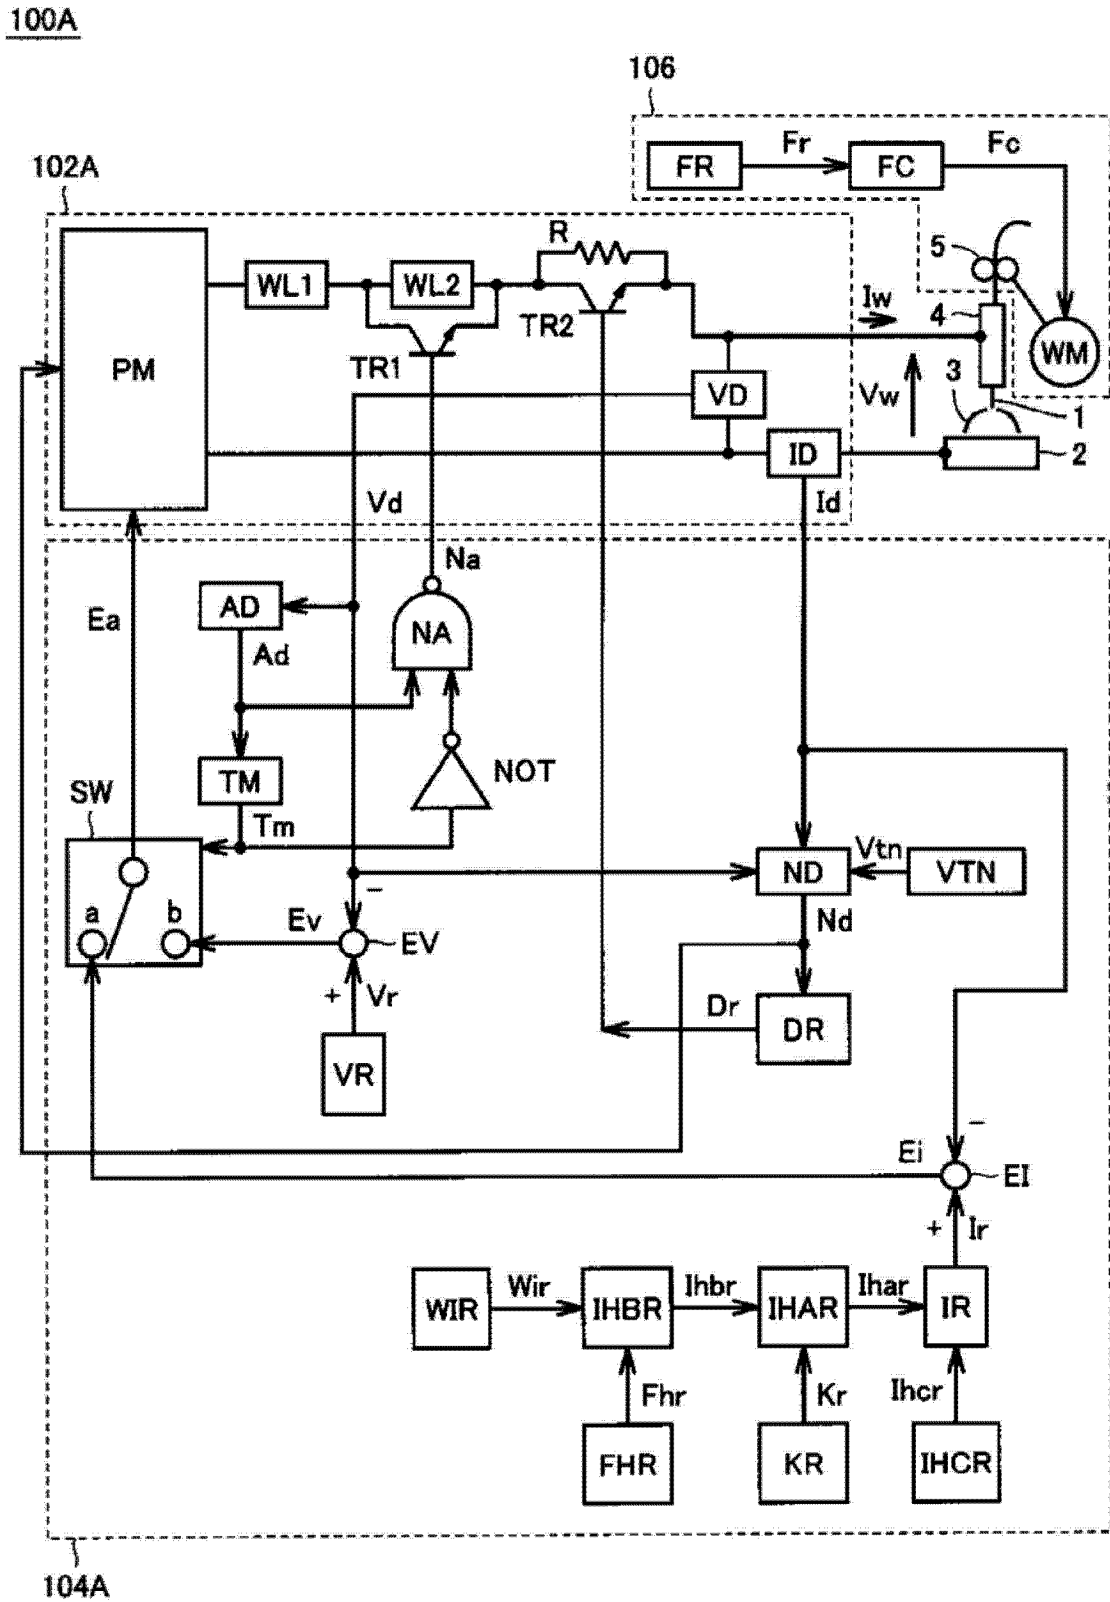 100A
106
Fr
Fc
FR
FC
102A
R
5
WL1
WL2
Iw
4
TR2
TR1
PM
WM
3
VD
Vw
1
ID
2
Vd
Id
Na
AD
Ea
NA
Ad
NOT
TM
SW
Tm
Vtn
ND
VTN
a
b
Ev
−
EV
Nd
+
Vr
Dr
DR
VR
−
Ei
EI
+
Ir
Wir
Ihbr
Ihar
WIR
IHBR
IHAR
IR
Fhr
Kr
Ihcr
FHR
KR
IHCR
104A